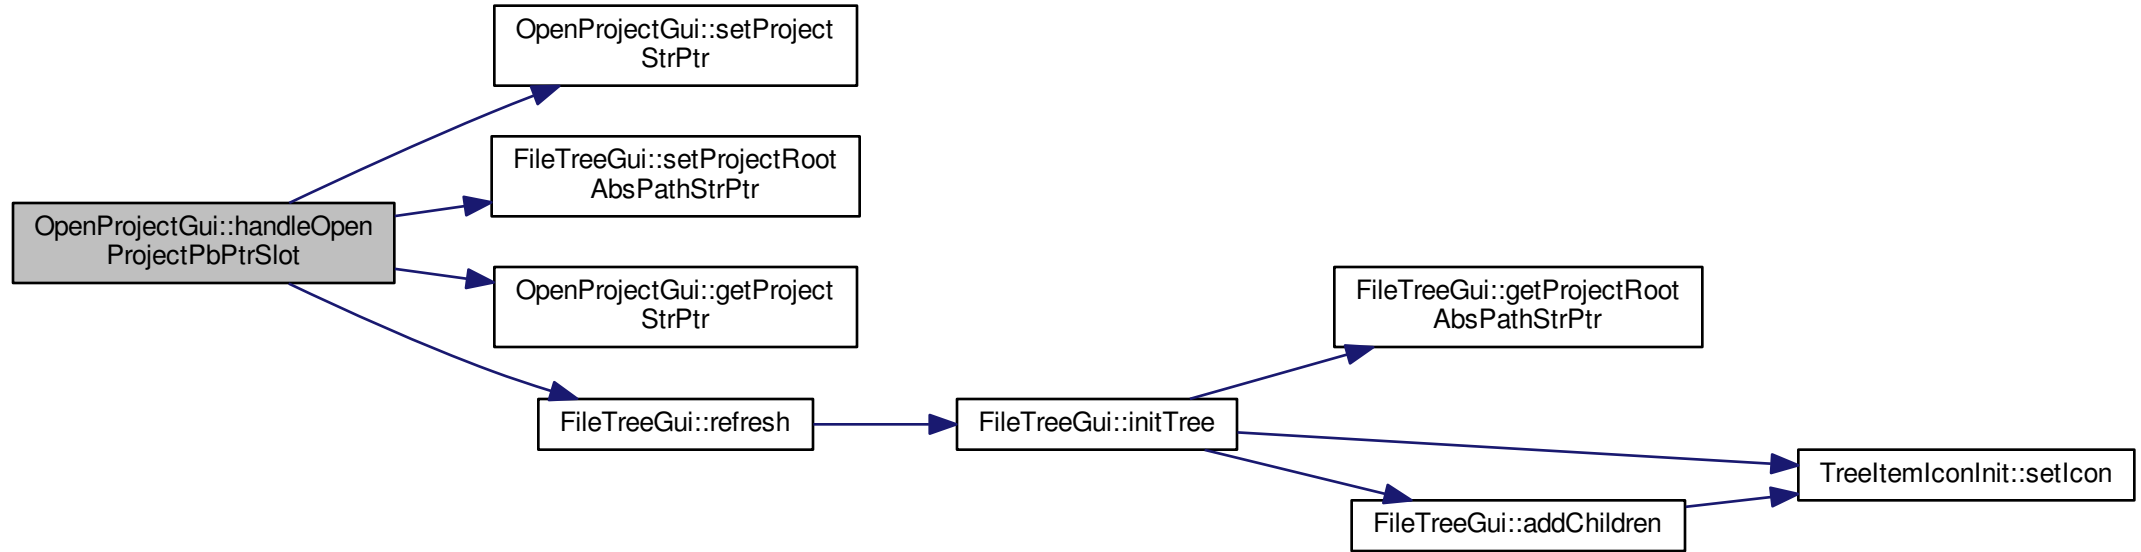 OpenProjectGui::setProject
StrPtr
FileTreeGui::setProjectRoot
AbsPathStrPtr
OpenProjectGui::handleOpen
ProjectPbPtrSlot
OpenProjectGui::getProject
StrPtr
FileTreeGui::getProjectRoot
AbsPathStrPtr
FileTreeGui::refresh
FileTreeGui::initTree
TreeItemIconInit::setIcon
FileTreeGui::addChildren